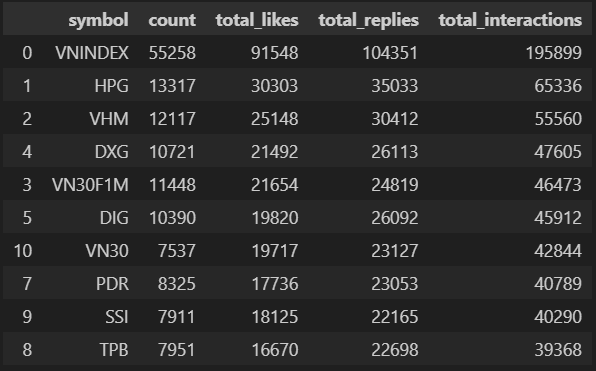 symbol count total_likes total_replies total_interactions
0 VNINDEX 55258 91548 104351 195899
1 HPG 13317 30303 35033 65336
2 VHM 12117 25148 30412 55560
4 DXG 10721 21492 26113 47605
3 VN30F1M 11448 21654 24819 46473
5 DIG 10390 19820 26092 45912
10 VN30 7537 19717 23127 42844
7 PDR 8325 17736 23053 40789
9 SSI 7911 18125 22165 40290
8 TPB 7951 16670 22698 39368